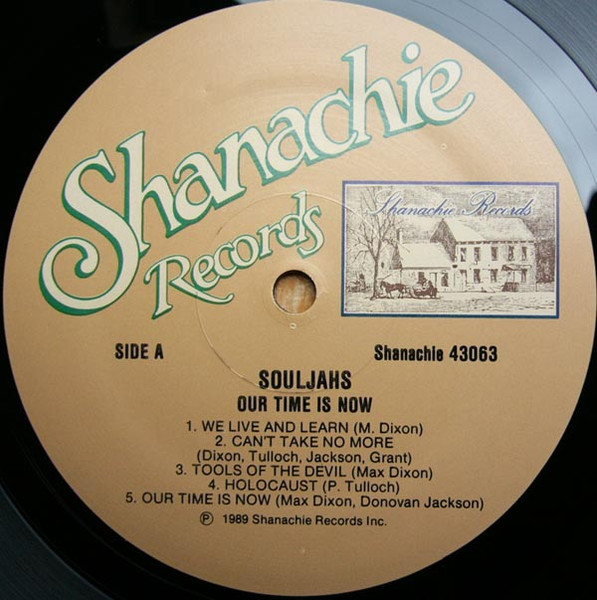 Shanachie
Records
Shanachie Records
SIDE A
Shanachie 43063
SOULJAHS
OUR TIME IS NOW
1. WE LIVE AND LEARN (M. Dixon)
2. CAN'T TAKE NO MORE
(Dixon, Tulloch, Jackson, Grant)
3. TOOLS OF THE DEVIL (Max Dixon)
4. HOLOCAUST (P. Tulloch)
5. OUR TIME IS NOW (Max Dixon, Donovan Jackson)
℗ 1989 Shanachie Records Inc.